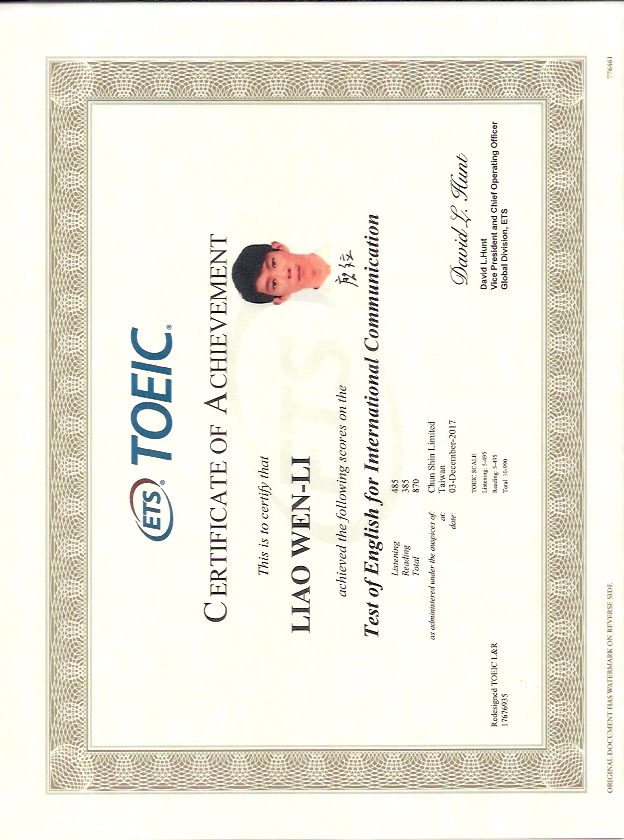 ETS® TOEIC®
CERTIFICATE OF ACHIEVEMENT
This is to certify that
LIAO WEN-LI
achieved the following scores on the
Test of English for International Communication
Listening 485
Reading 385
Total 870
as administered under the auspices of: Chun Shin Limited
at: Taiwan
date: 03-December-2017
TOEIC SCALE
Listening: 5-495
Reading: 5-495
Total: 10-990
Redesigned TOEIC L&R
17676935
David L. Hunt
David L.Hunt
Vice President and Chief Operating Officer
Global Division, ETS
ORIGINAL DOCUMENT HAS WATERMARK ON REVERSE SIDE
776461
ETS